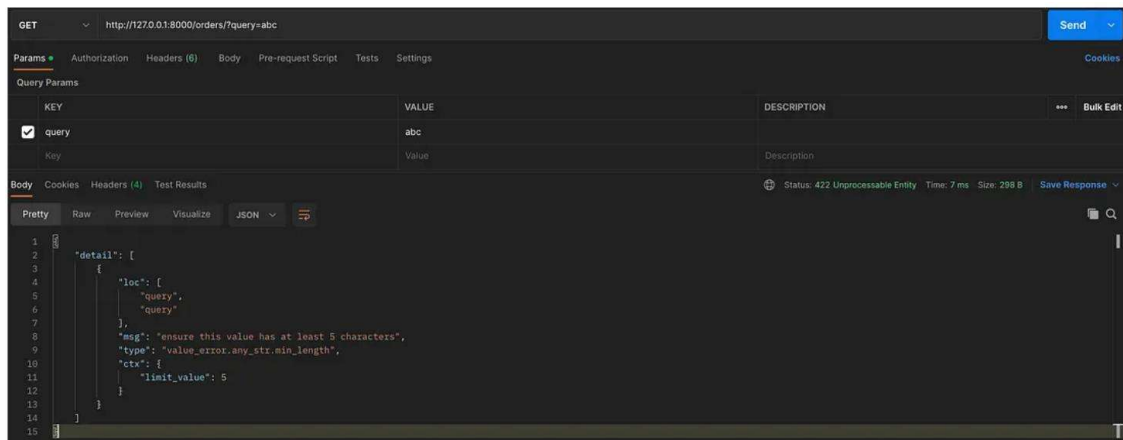 GET http://127.0.0.1:8000/orders/?query=abc Send
Params Authorization Headers (6) Body Pre-request Script Tests Settings Cookies
Query Params
KEY VALUE DESCRIPTION ooo Bulk Edit
query abc
Key Value Description
Body Cookies Headers (4) Test Results Status: 422 Unprocessable Entity Time: 7 ms Size: 298 B Save Response
Pretty Raw Preview Visualize JSON
1 {
2 "detail": [
3 {
4 "loc": [
5 "query",
6 "query"
7 ],
8 "msg": "ensure this value has at least 5 characters",
9 "type": "value_error.any_str.min_length",
10 "ctx": {
11 "limit_value": 5
12 }
13 }
14 ]
15 }